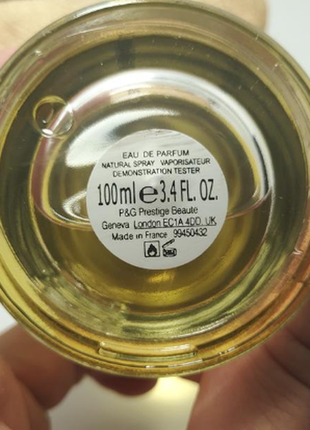 EAU DE PARFUM
NATURAL SPRAY VAPORISATEUR
DEMONSTRATION TESTER
100ml℮3.4 FL. OZ.
P&G Prestige Beauté
Geneva London EC1A 4DD. UK
Made in France 99450432